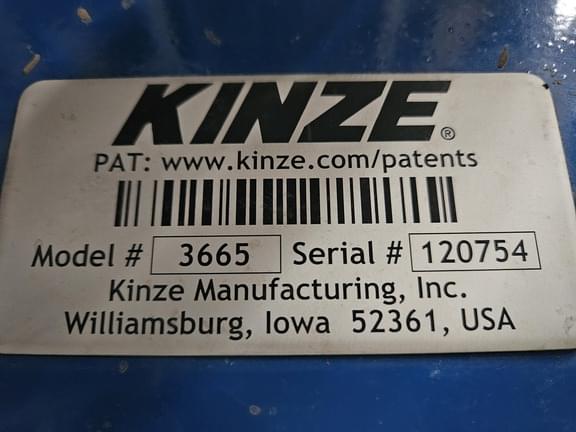 KINZE®
PAT: www.kinze.com/patents
Model # 3665 Serial # 120754
Kinze Manufacturing, Inc.
Williamsburg, Iowa 52361, USA